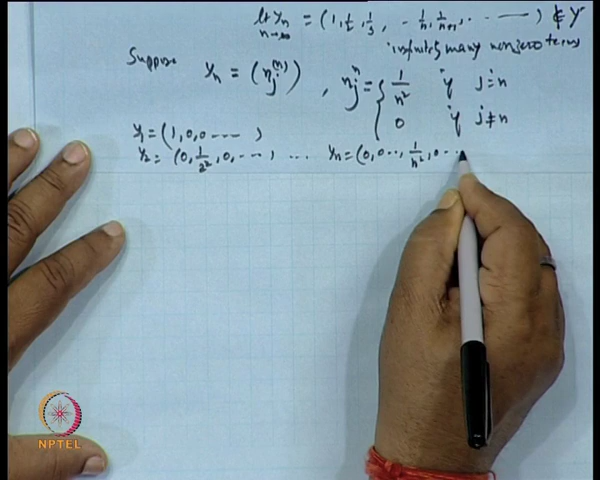 lt yₙ = (1, 1/2, 1/3, - 1/n, 1/n+1, . . —) ∉ Y
n→∞
infinitely many nonzero terms
Suppose yₙ = (ηⱼ⁽ⁿ⁾), ηⱼⁿ = { 1/n² if j = n
0 if j ≠ n
y₁ = (1, 0, 0 ....)
y₂ = (0, 1/2², 0, ...., ) ... yₙ = (0, 0 .., 1/n², 0 ...
NPTEL